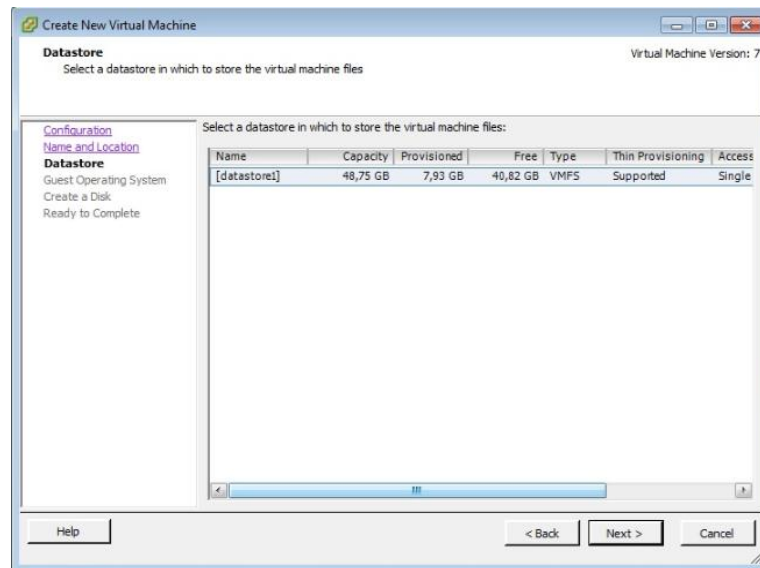 Create New Virtual Machine
Datastore
Select a datastore in which to store the virtual machine files
Virtual Machine Version: 7
Configuration
Name and Location
Datastore
Guest Operating System
Create a Disk
Ready to Complete
Select a datastore in which to store the virtual machine files:
Name Capacity Provisioned Free Type Thin Provisioning Access
[datastore1] 48,75 GB 7,93 GB 40,82 GB VMFS Supported Single
Help
< Back Next > Cancel